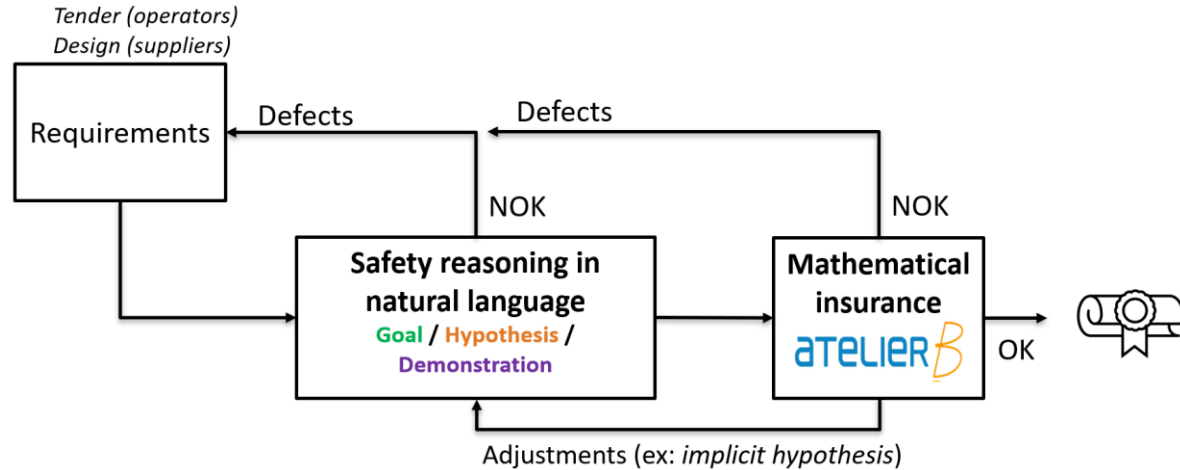 Tender (operators)
Design (suppliers)
Requirements
Defects
Defects
NOK
NOK
Safety reasoning in
natural language
Goal / Hypothesis /
Demonstration
Mathematical
insurance
ATELIER B
OK
Adjustments (ex: implicit hypothesis)